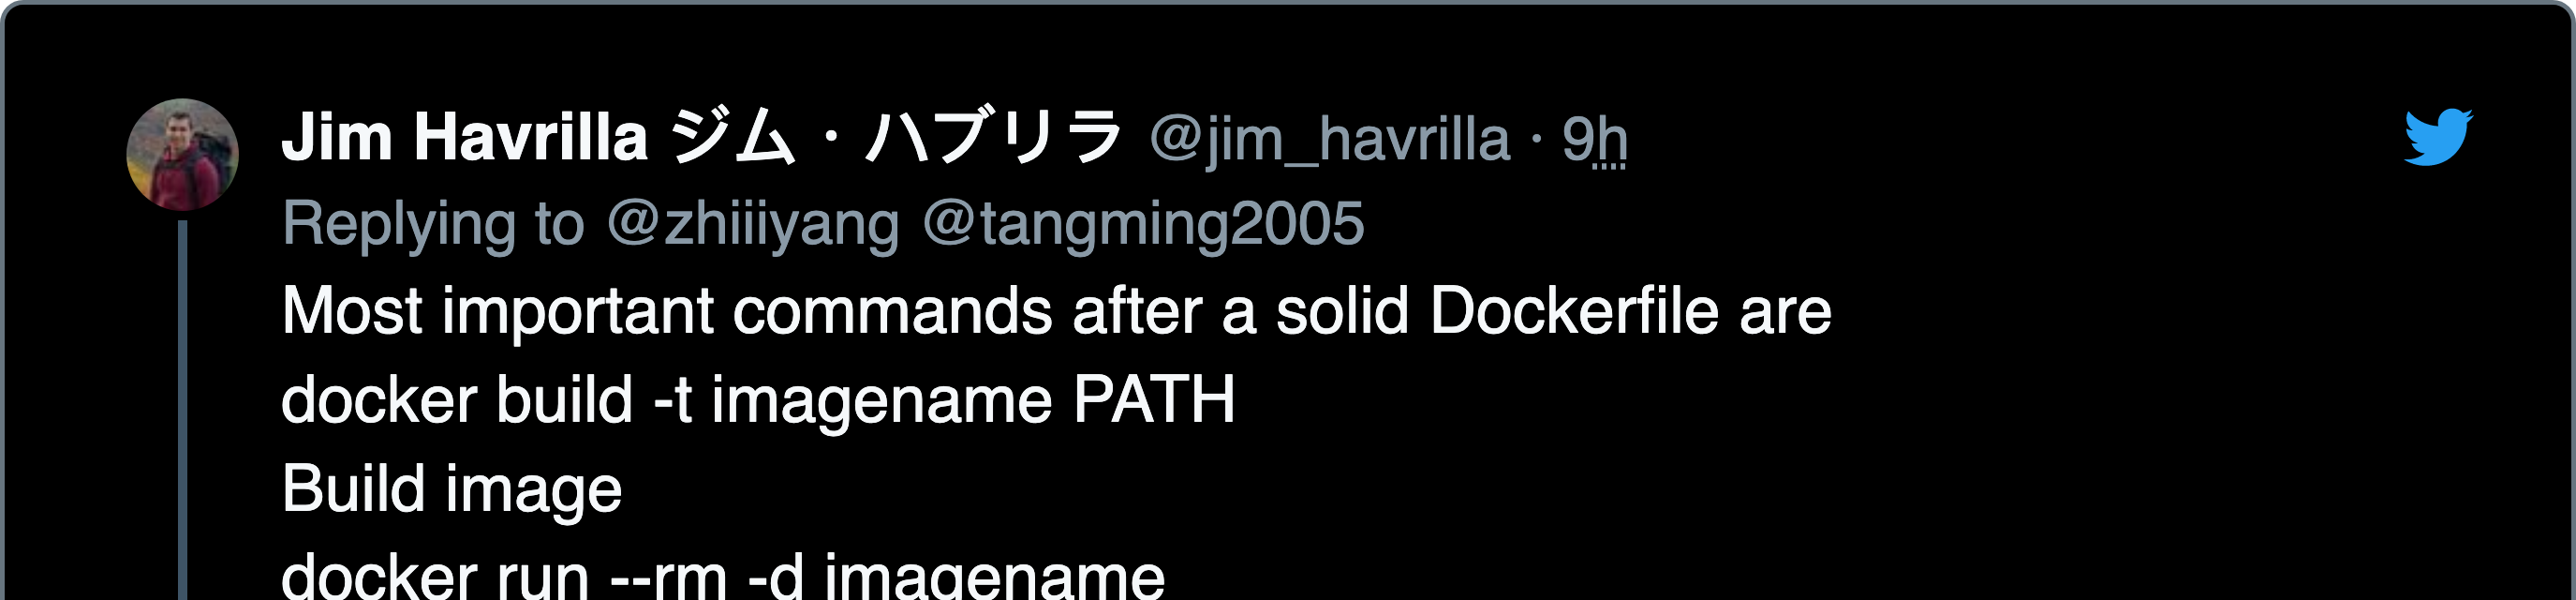 Jim Havrilla ジム・ハブリラ @jim_havrilla · 9h
Replying to @zhiiiyang @tangming2005
Most important commands after a solid Dockerfile are
docker build -t imagename PATH
Build image
docker run --rm -d imagename